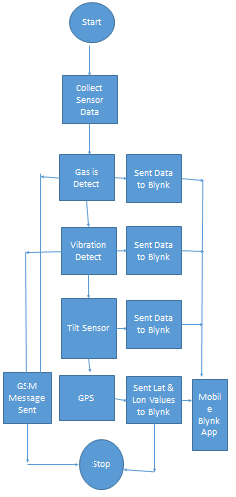 Start
Collect
Sensor
Data
Gas is
Detect
Sent Data
to Blynk
Vibration
Detect
Sent Data
to Blynk
Tilt Sensor
Sent Data
to Blynk
GSM
Message
Sent
GPS
Sent Lat &
Lon Values
to Blynk
Mobil
e
Blynk
App
Stop